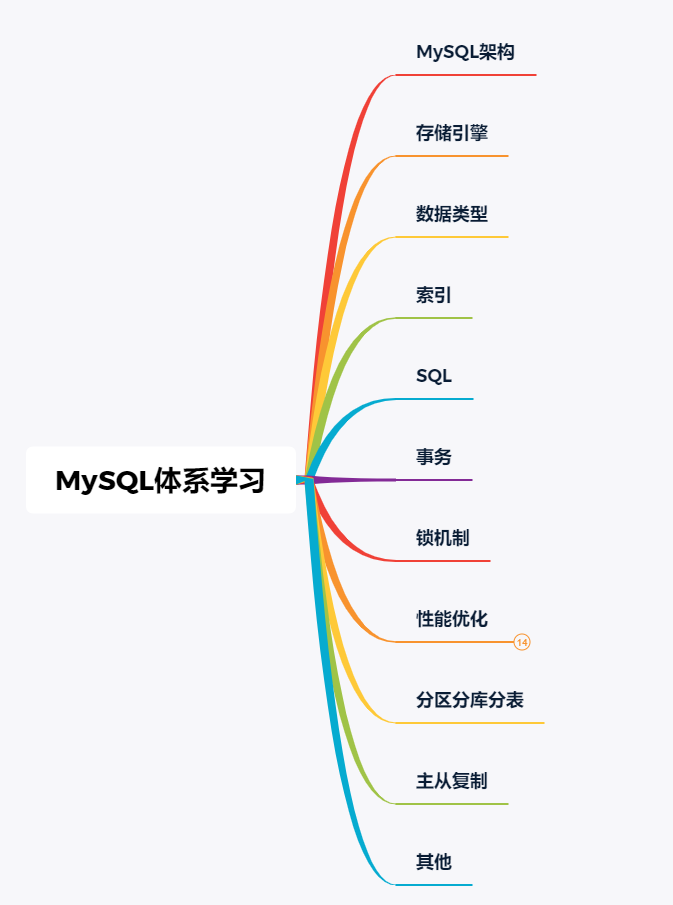 MySQL架构
存储引擎
数据类型
索引
SQL
MySQL体系学习
事务
锁机制
性能优化
14
分区分库分表
主从复制
其他